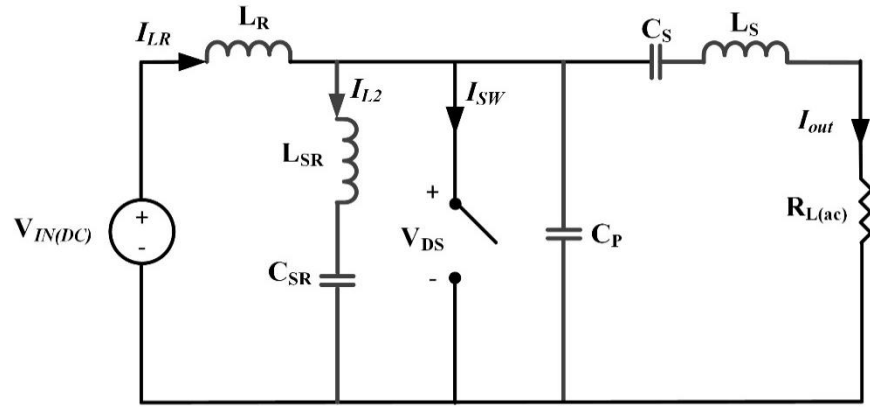 L_R
I_LR
C_S
L_S
I_L2
I_SW
I_out
L_SR
+
+
V_IN(DC)
-
V_DS
C_P
R_L(ac)
C_SR
-